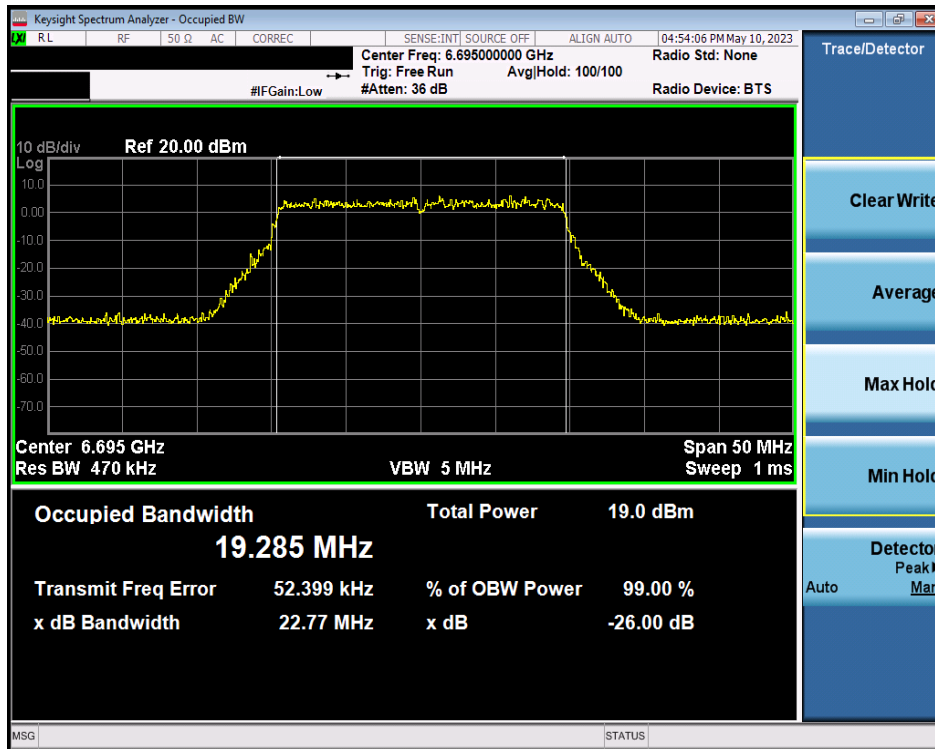 Keysight Spectrum Analyzer - Occupied BW
LXI RL RF 50 Ω AC CORREC SENSE:INT SOURCE OFF ALIGN AUTO 04:54:06 PM May 10, 2023
Center Freq: 6.695000000 GHz Radio Std: None
Trig: Free Run Avg|Hold: 100/100
#IFGain:Low #Atten: 36 dB Radio Device: BTS
10 dB/div Ref 20.00 dBm
Log
10.0
0.00
-10.0
-20.0
-30.0
-40.0
-50.0
-60.0
-70.0
Center 6.695 GHz Span 50 MHz
Res BW 470 kHz VBW 5 MHz Sweep 1 ms
Occupied Bandwidth Total Power 19.0 dBm
19.285 MHz
Transmit Freq Error 52.399 kHz % of OBW Power 99.00 %
x dB Bandwidth 22.77 MHz x dB -26.00 dB
MSG STATUS
Trace/Detector
Clear Write
Average
Max Hold
Min Hold
Detector
Peak
Auto Man